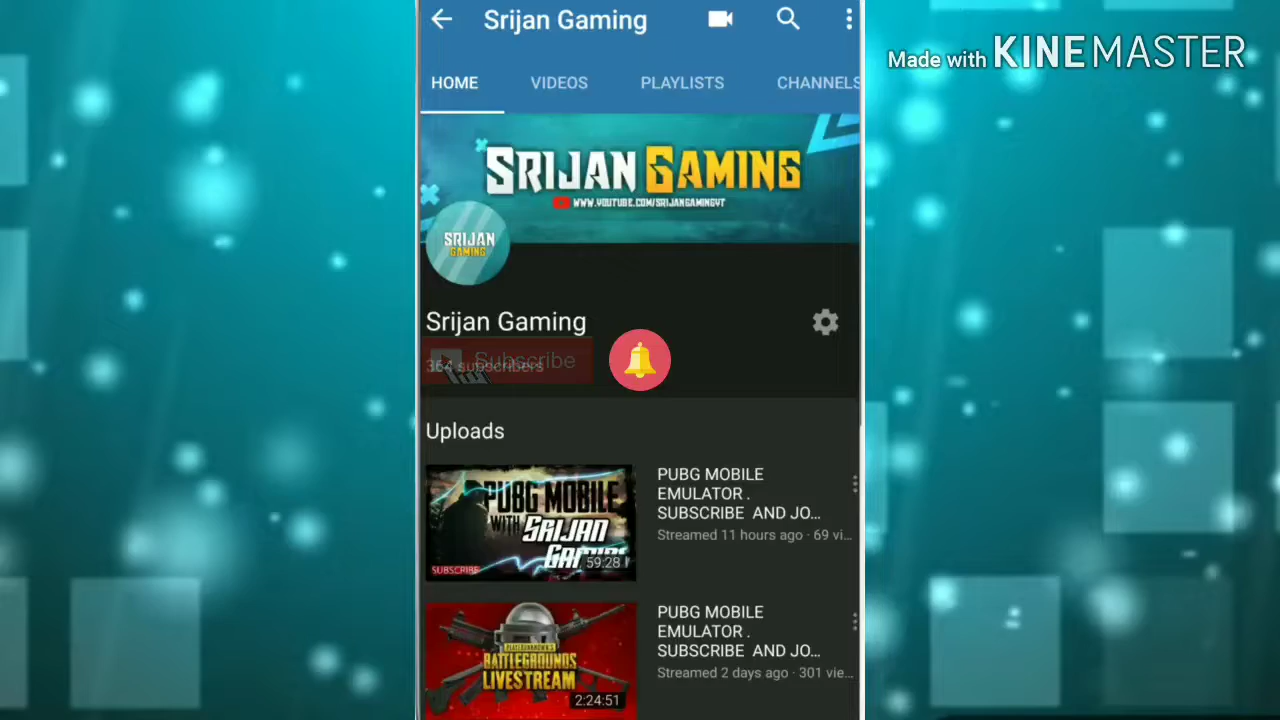 Srijan Gaming
Made with KINEMASTER
HOME VIDEOS PLAYLISTS CHANNELS
SRIJAN GAMING
WWW.YOUTUBE.COM/SRIJANGAMINGYT
SRIJAN
GAMING
Srijan Gaming
Subscribe
364 subscribers
Uploads
PUBG MOBILE
WITH SRIJAN
GAMING
SUBSCRIBE
59:28
PUBG MOBILE
EMULATOR .
SUBSCRIBE AND JO...
Streamed 11 hours ago · 69 vi...
PLAYERUNKNOWN'S
BATTLEGROUNDS
LIVESTREAM
2:24:51
PUBG MOBILE
EMULATOR .
SUBSCRIBE AND JO...
Streamed 2 days ago · 301 vie...